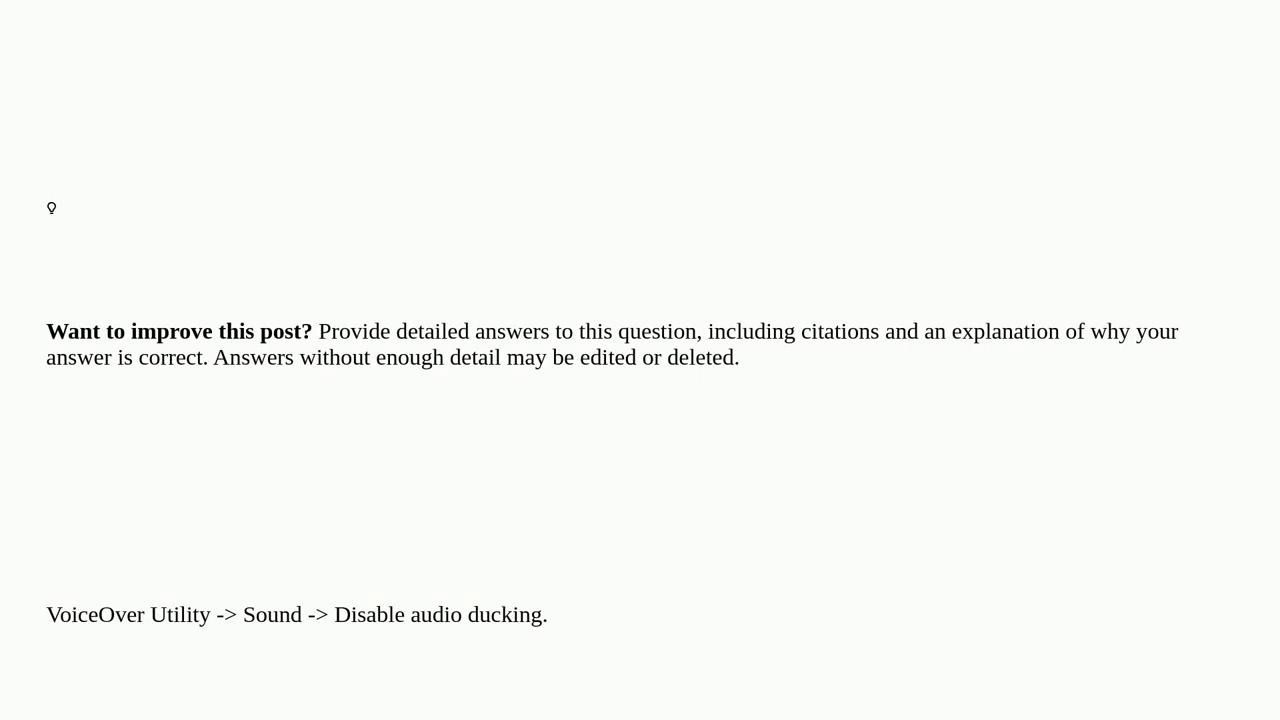 Want to improve this post? Provide detailed answers to this question, including citations and an explanation of why your
answer is correct. Answers without enough detail may be edited or deleted.
VoiceOver Utility -> Sound -> Disable audio ducking.